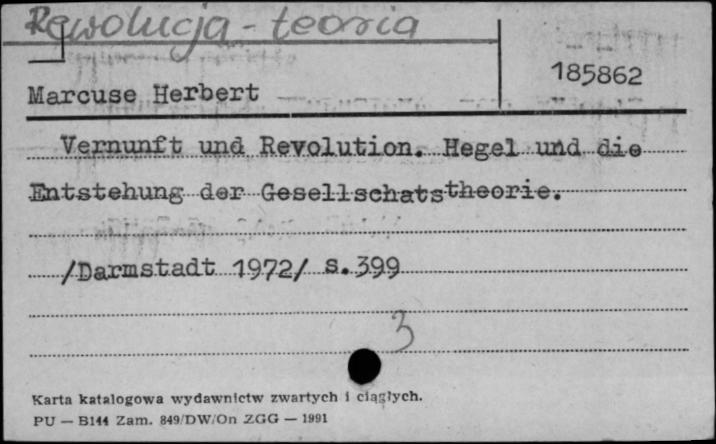 Rewolucja - teoria
185862
Marcuse Herbert
Vernunft und Revolution. Hegel und die
Entstehung der Gesellschatstheorie.
/Darmstadt 1972/ s.399
3
Karta katalogowa wydawnictw zwartych i ciągłych.
PU — B144 Zam. 849/DW/On ZGG — 1991